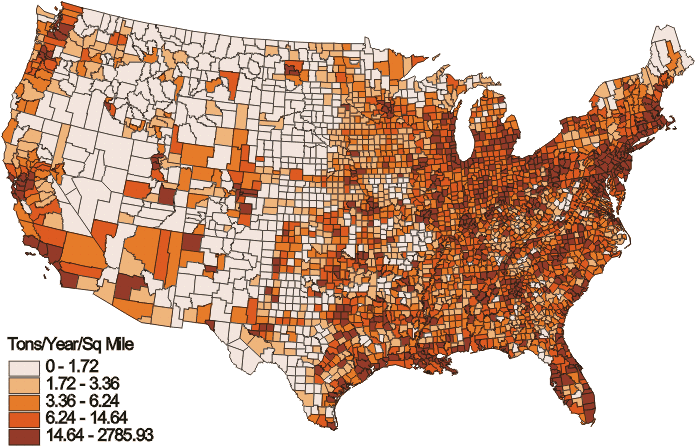 Tons/Year/Sq Mile
0 - 1.72
1.72 - 3.36
3.36 - 6.24
6.24 - 14.64
14.64 - 2785.93